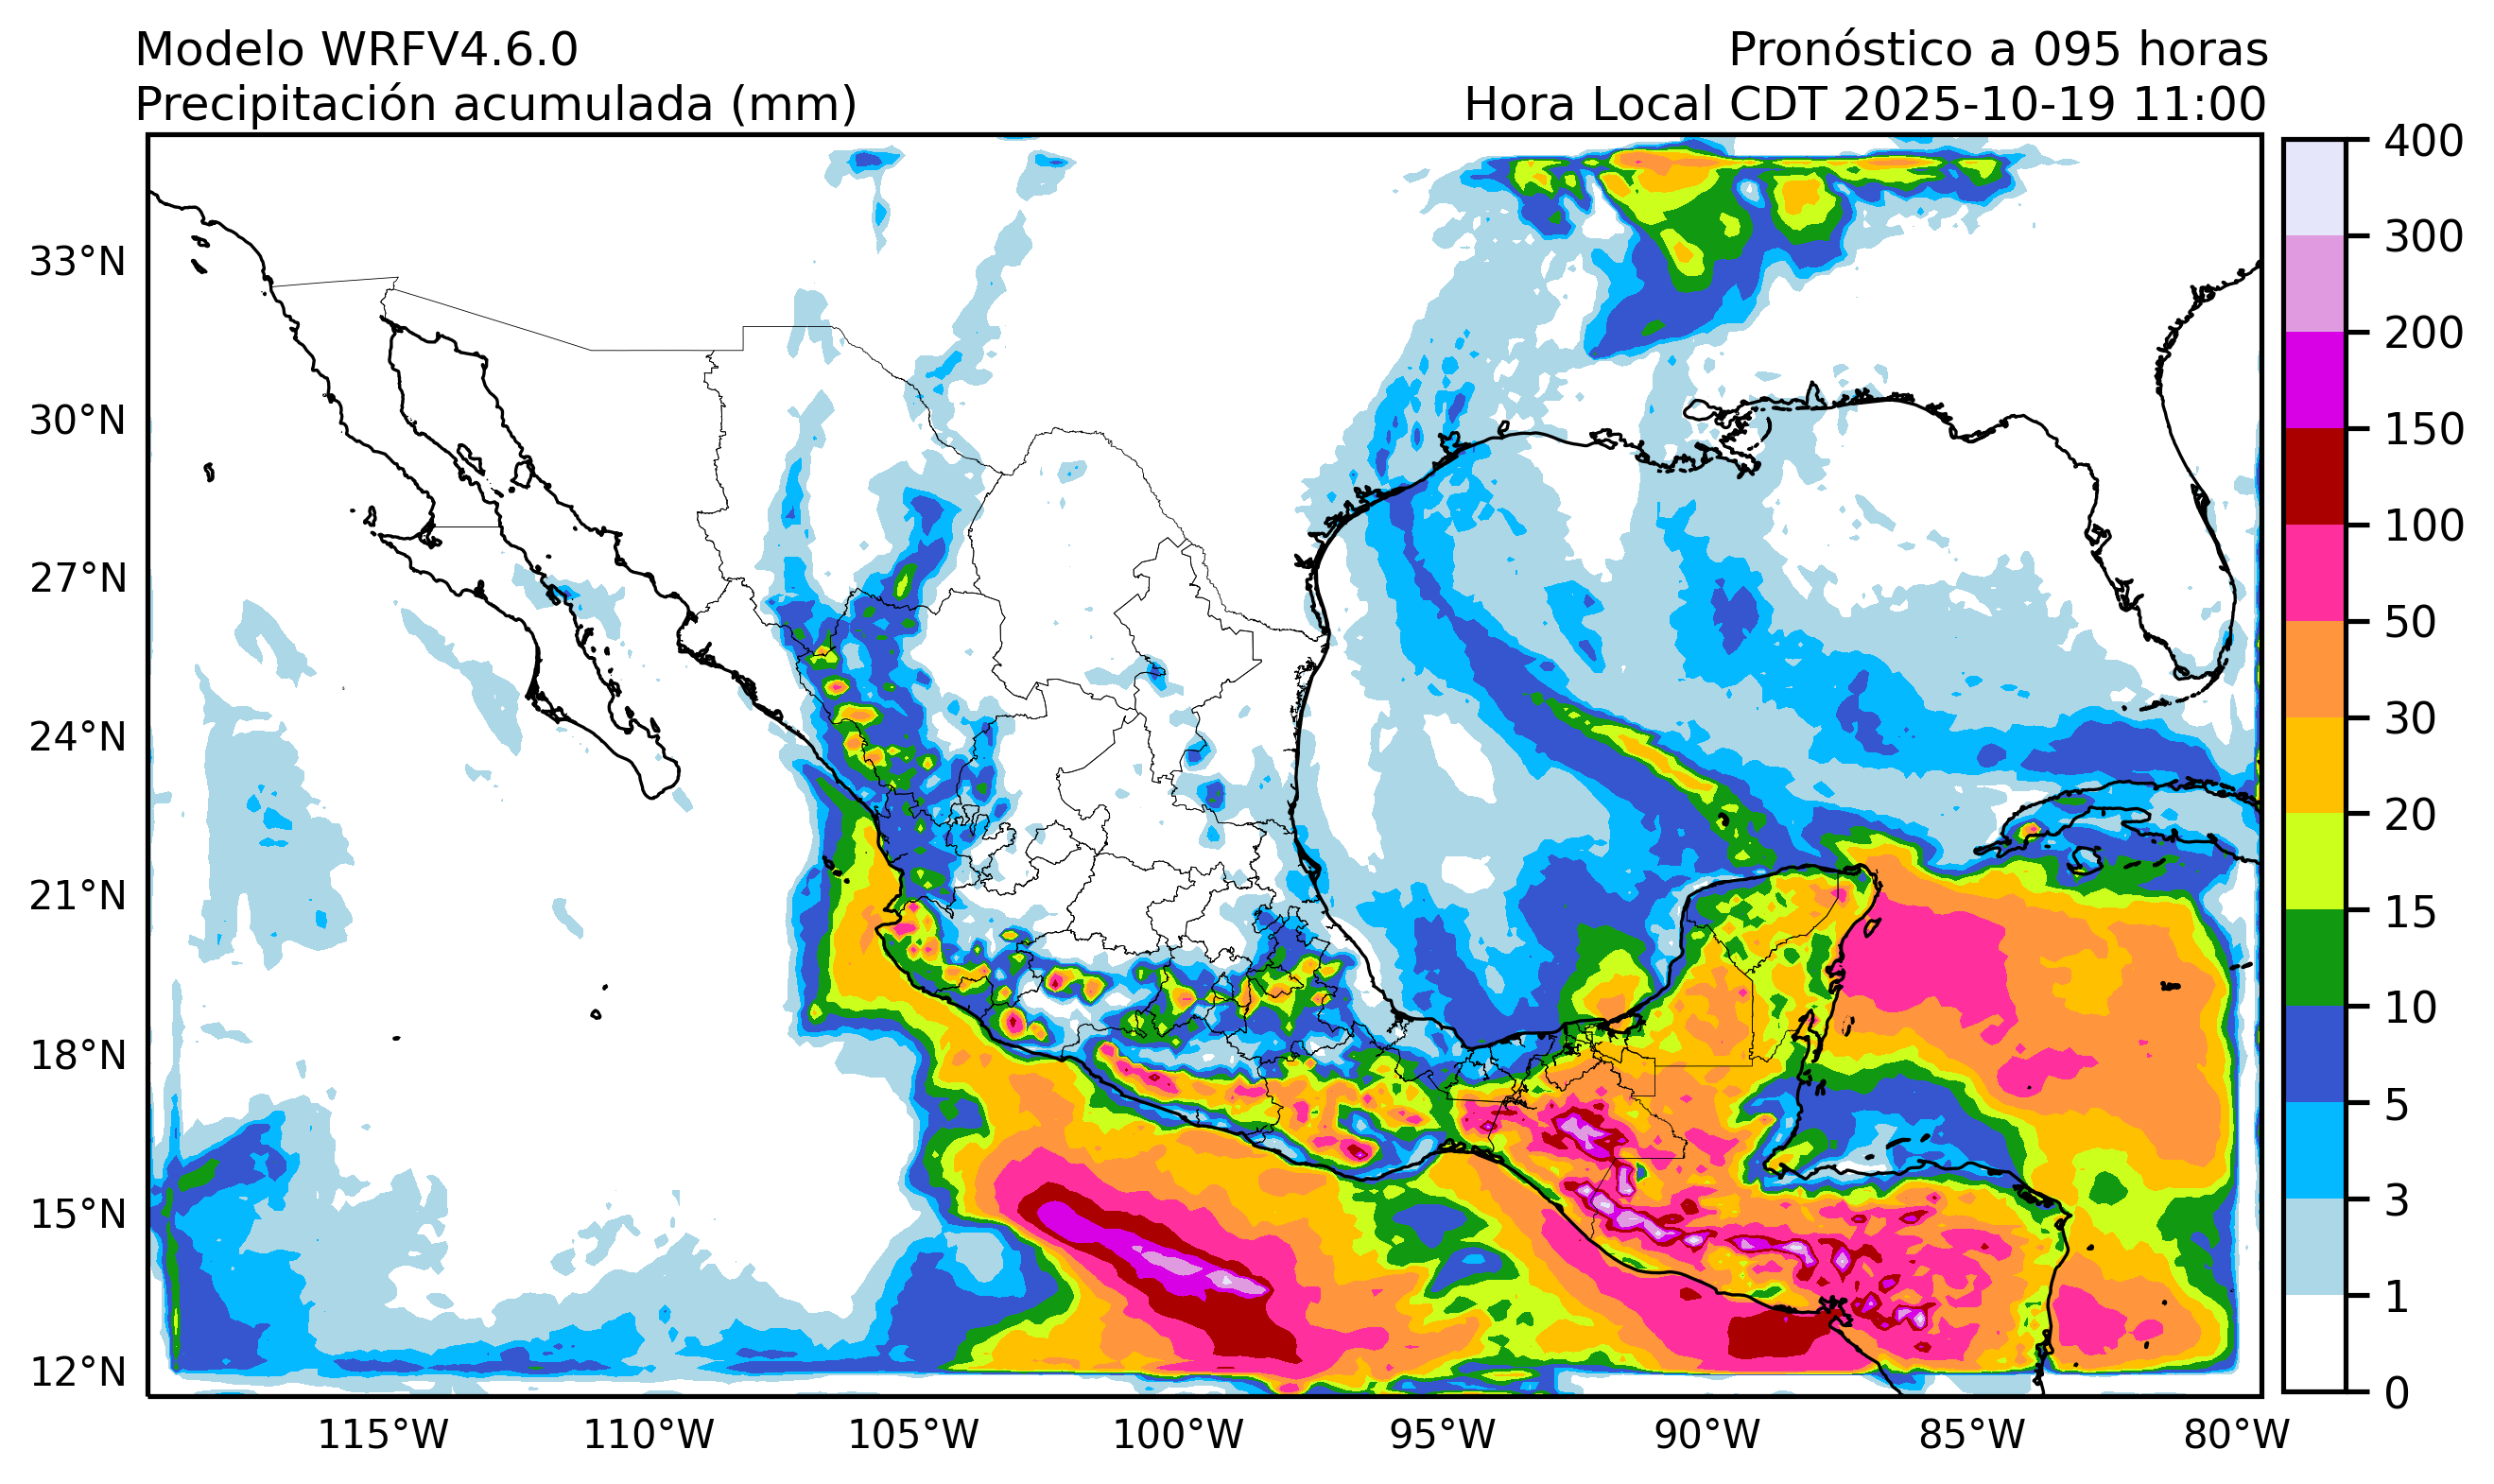 Modelo WRFV4.6.0
Pronóstico a 095 horas
Precipitación acumulada (mm)
Hora Local CDT 2025-10-19 11:00
33°N
30°N
27°N
24°N
21°N
18°N
15°N
12°N
115°W
110°W
105°W
100°W
95°W
90°W
85°W
80°W
400
300
200
150
100
50
30
20
15
10
5
3
1
0